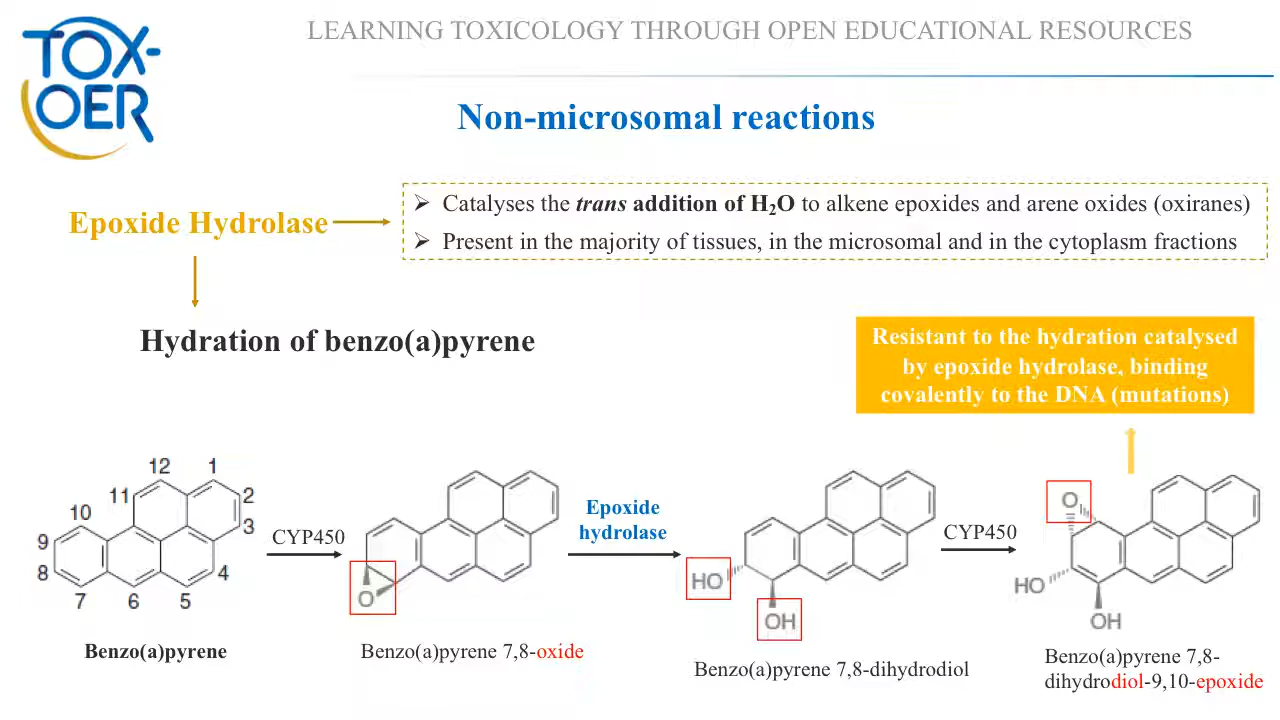 TOX-
OER
LEARNING TOXICOLOGY THROUGH OPEN EDUCATIONAL RESOURCES
Non-microsomal reactions
Epoxide Hydrolase
➢ Catalyses the trans addition of H₂O to alkene epoxides and arene oxides (oxiranes)
➢ Present in the majority of tissues, in the microsomal and in the cytoplasm fractions
Hydration of benzo(a)pyrene
Resistant to the hydration catalysed
by epoxide hydrolase, binding
covalently to the DNA (mutations)
12 1
11 2
10 3
9
8 4
7 6 5
Benzo(a)pyrene
CYP450
O
Benzo(a)pyrene 7,8-oxide
Epoxide
hydrolase
HO
OH
Benzo(a)pyrene 7,8-dihydrodiol
CYP450
O
HO
OH
Benzo(a)pyrene 7,8-
dihydrodiol-9,10-epoxide